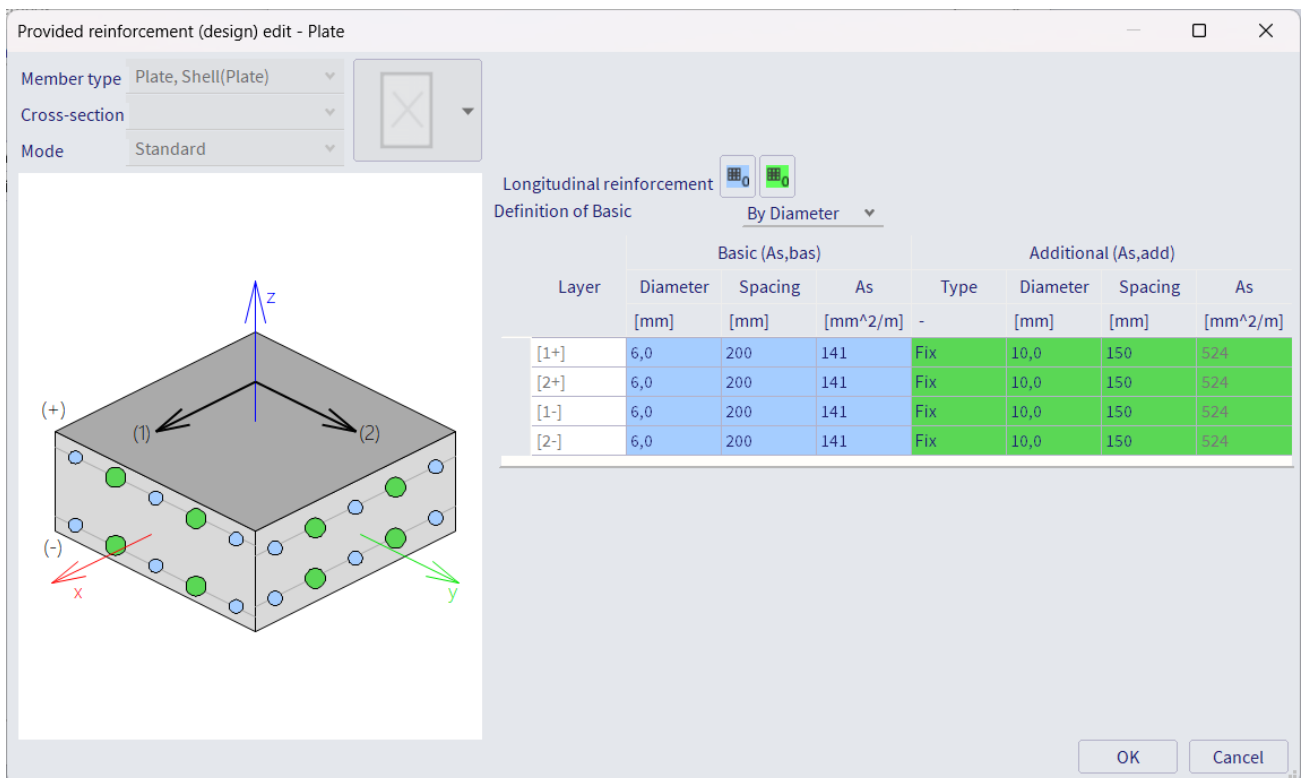 Provided reinforcement (design) edit - Plate
Member type Plate, Shell(Plate)
Cross-section
Mode Standard
Longitudinal reinforcement 0 0
Definition of Basic By Diameter
Basic (As,bas) Additional (As,add)
Layer Diameter Spacing As Type Diameter Spacing As
[mm] [mm] [mm^2/m] - [mm] [mm] [mm^2/m]
[1+] 6,0 200 141 Fix 10,0 150 524
[2+] 6,0 200 141 Fix 10,0 150 524
[1-] 6,0 200 141 Fix 10,0 150 524
[2-] 6,0 200 141 Fix 10,0 150 524
z
(+)
(1) (2)
(-)
x y
OK Cancel